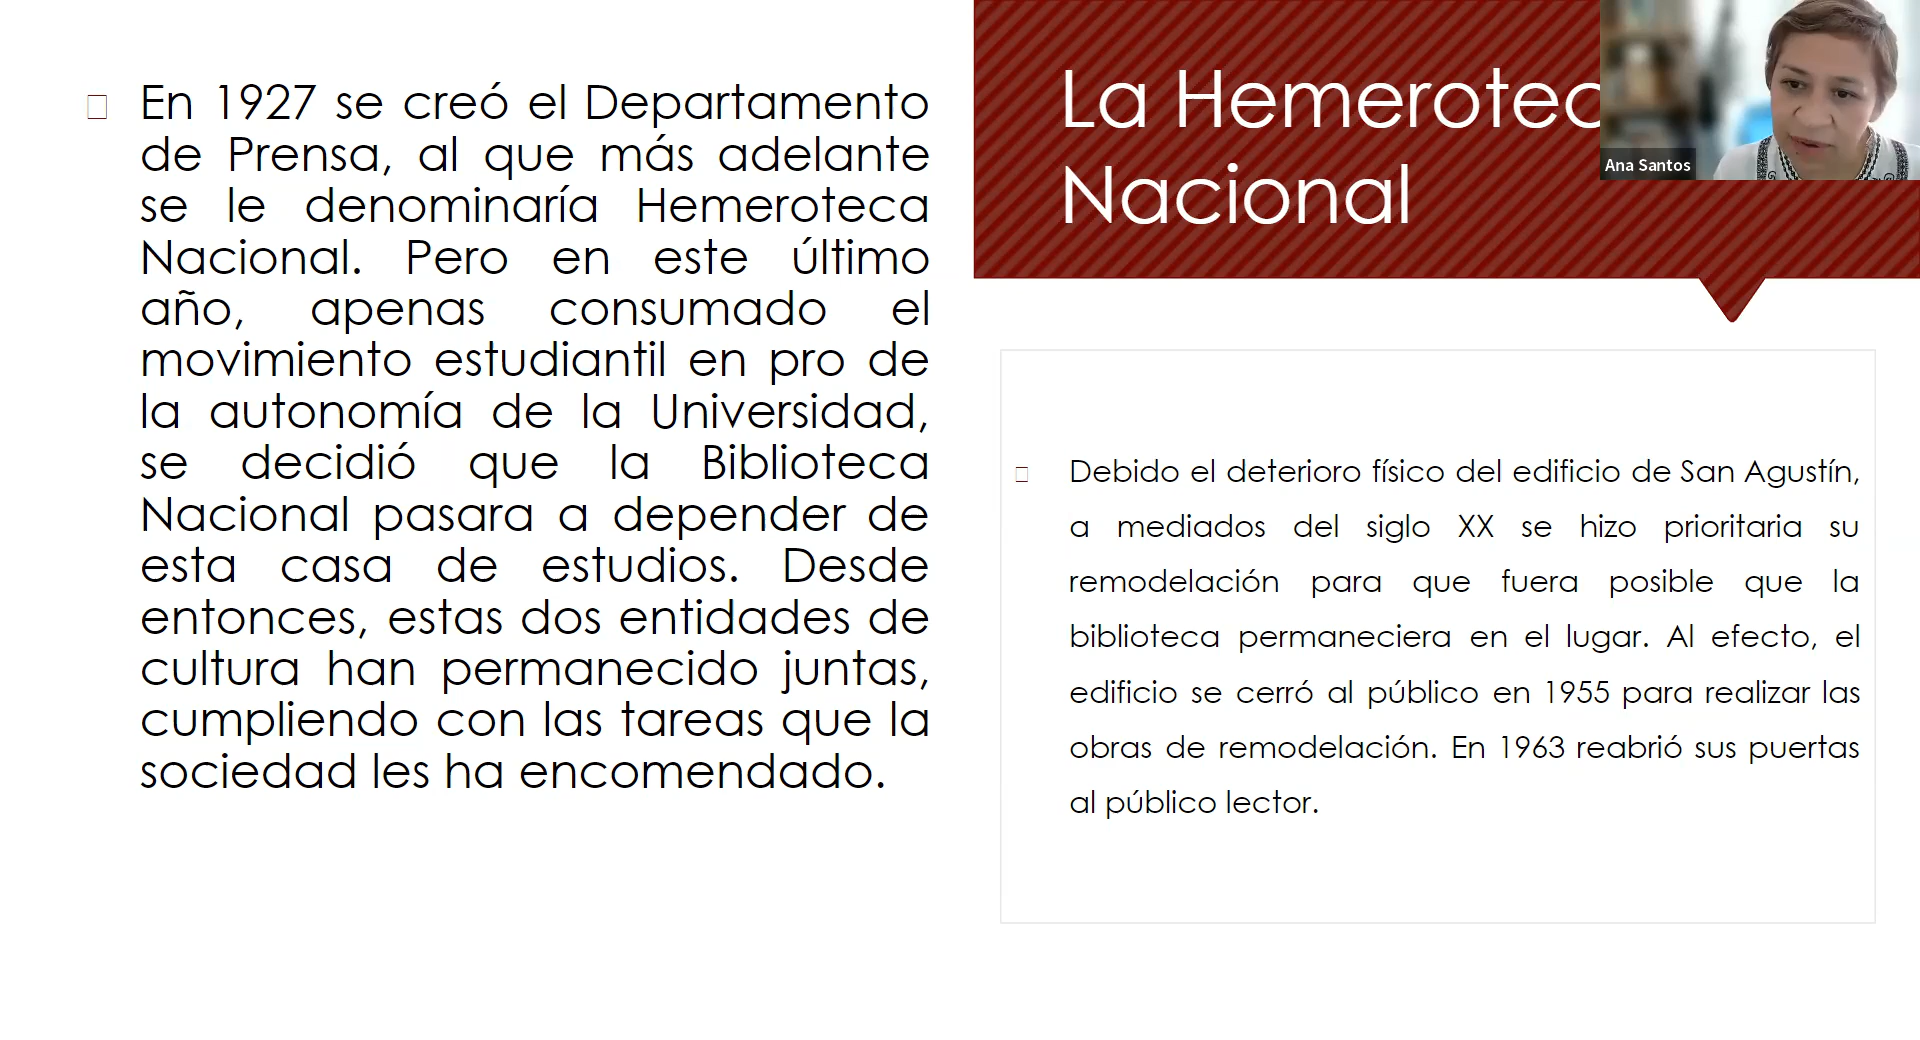 En 1927 se creó el Departamento
de Prensa, al que más adelante
se le denominaría Hemeroteca
Nacional. Pero en este último
año, apenas consumado el
movimiento estudiantil en pro de
la autonomía de la Universidad,
se decidió que la Biblioteca
Nacional pasara a depender de
esta casa de estudios. Desde
entonces, estas dos entidades de
cultura han permanecido juntas,
cumpliendo con las tareas que la
sociedad les ha encomendado.
La Hemerotec
Nacional
Ana Santos
Debido el deterioro físico del edificio de San Agustín,
a mediados del siglo XX se hizo prioritaria su
remodelación para que fuera posible que la
biblioteca permaneciera en el lugar. Al efecto, el
edificio se cerró al público en 1955 para realizar las
obras de remodelación. En 1963 reabrió sus puertas
al público lector.